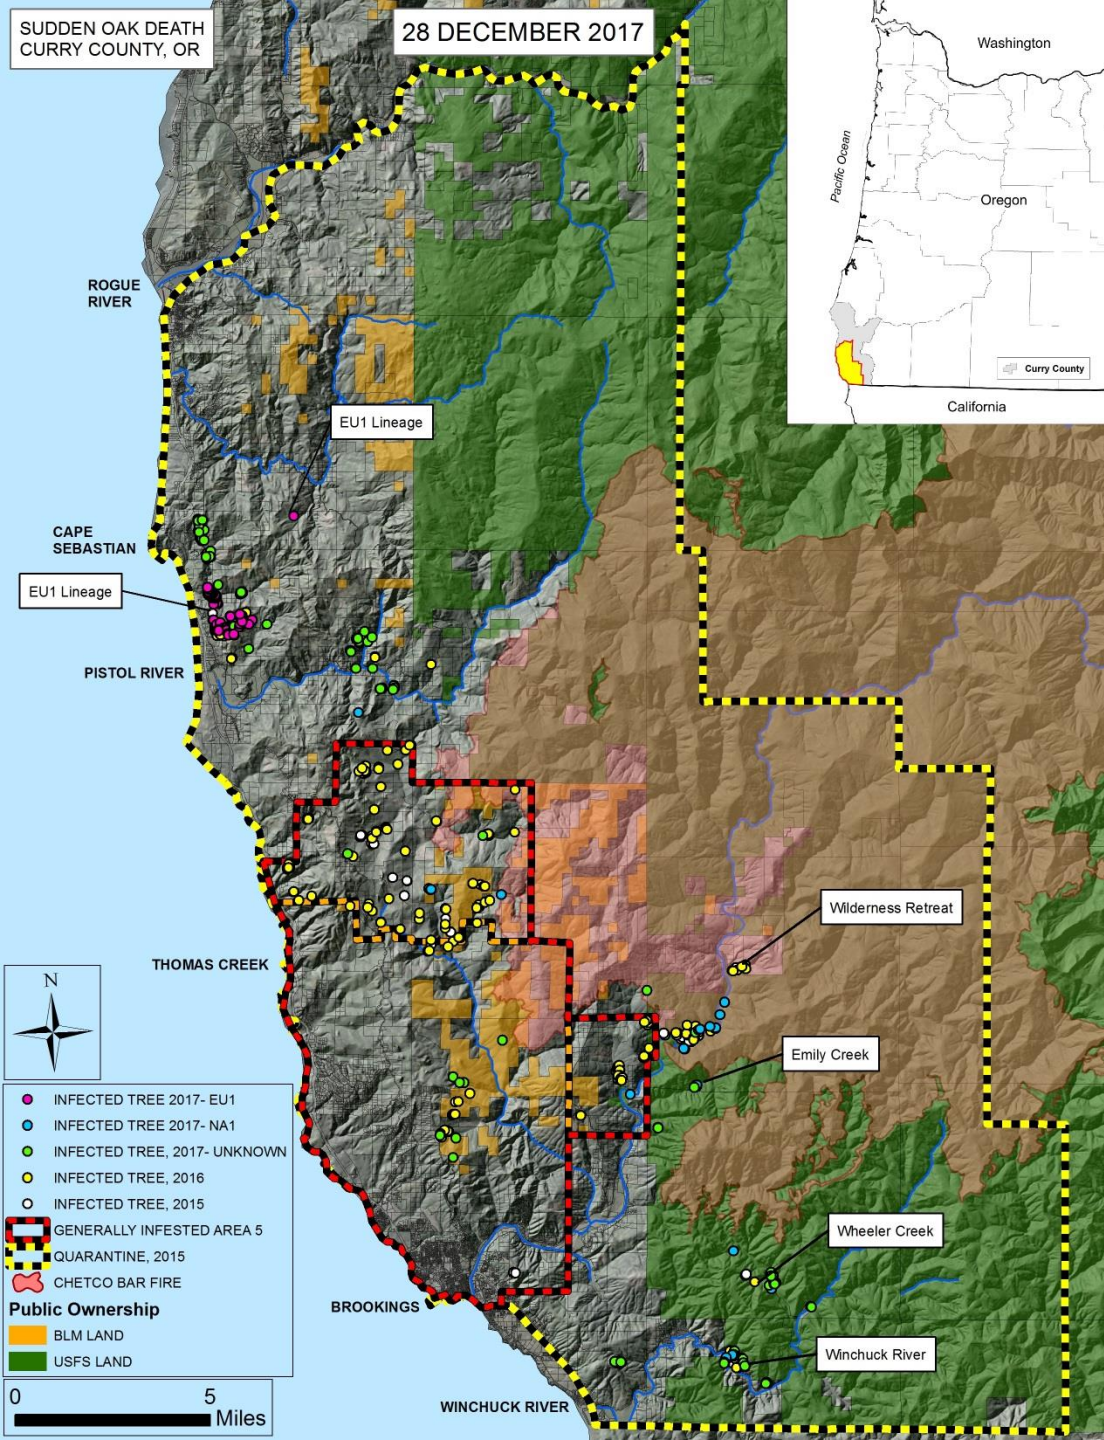 SUDDEN OAK DEATH
CURRY COUNTY, OR
28 DECEMBER 2017
Washington
Pacific Ocean
Oregon
Curry County
California
ROGUE
RIVER
EU1 Lineage
CAPE
SEBASTIAN
EU1 Lineage
PISTOL RIVER
Wilderness Retreat
THOMAS CREEK
N
Emily Creek
INFECTED TREE 2017- EU1
INFECTED TREE 2017- NA1
INFECTED TREE, 2017- UNKNOWN
INFECTED TREE, 2016
INFECTED TREE, 2015
GENERALLY INFESTED AREA 5
QUARANTINE, 2015
CHETCO BAR FIRE
Public Ownership
BLM LAND
USFS LAND
Wheeler Creek
BROOKINGS
Winchuck River
0 5
Miles
WINCHUCK RIVER